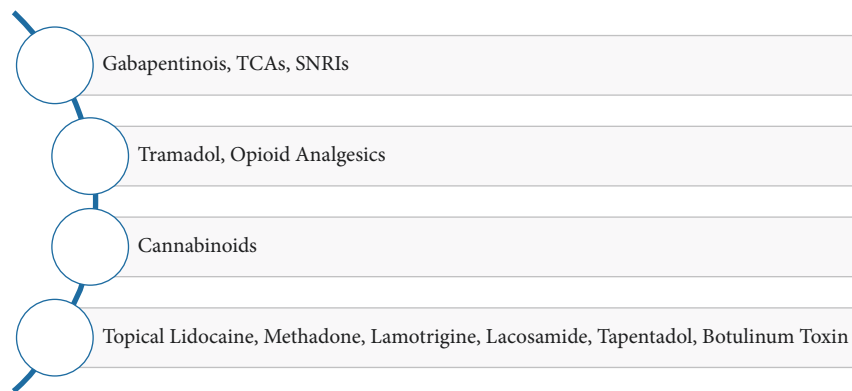 Gabapentinois, TCAs, SNRIs
Tramadol, Opioid Analgesics
Cannabinoids
Topical Lidocaine, Methadone, Lamotrigine, Lacosamide, Tapentadol, Botulinum Toxin